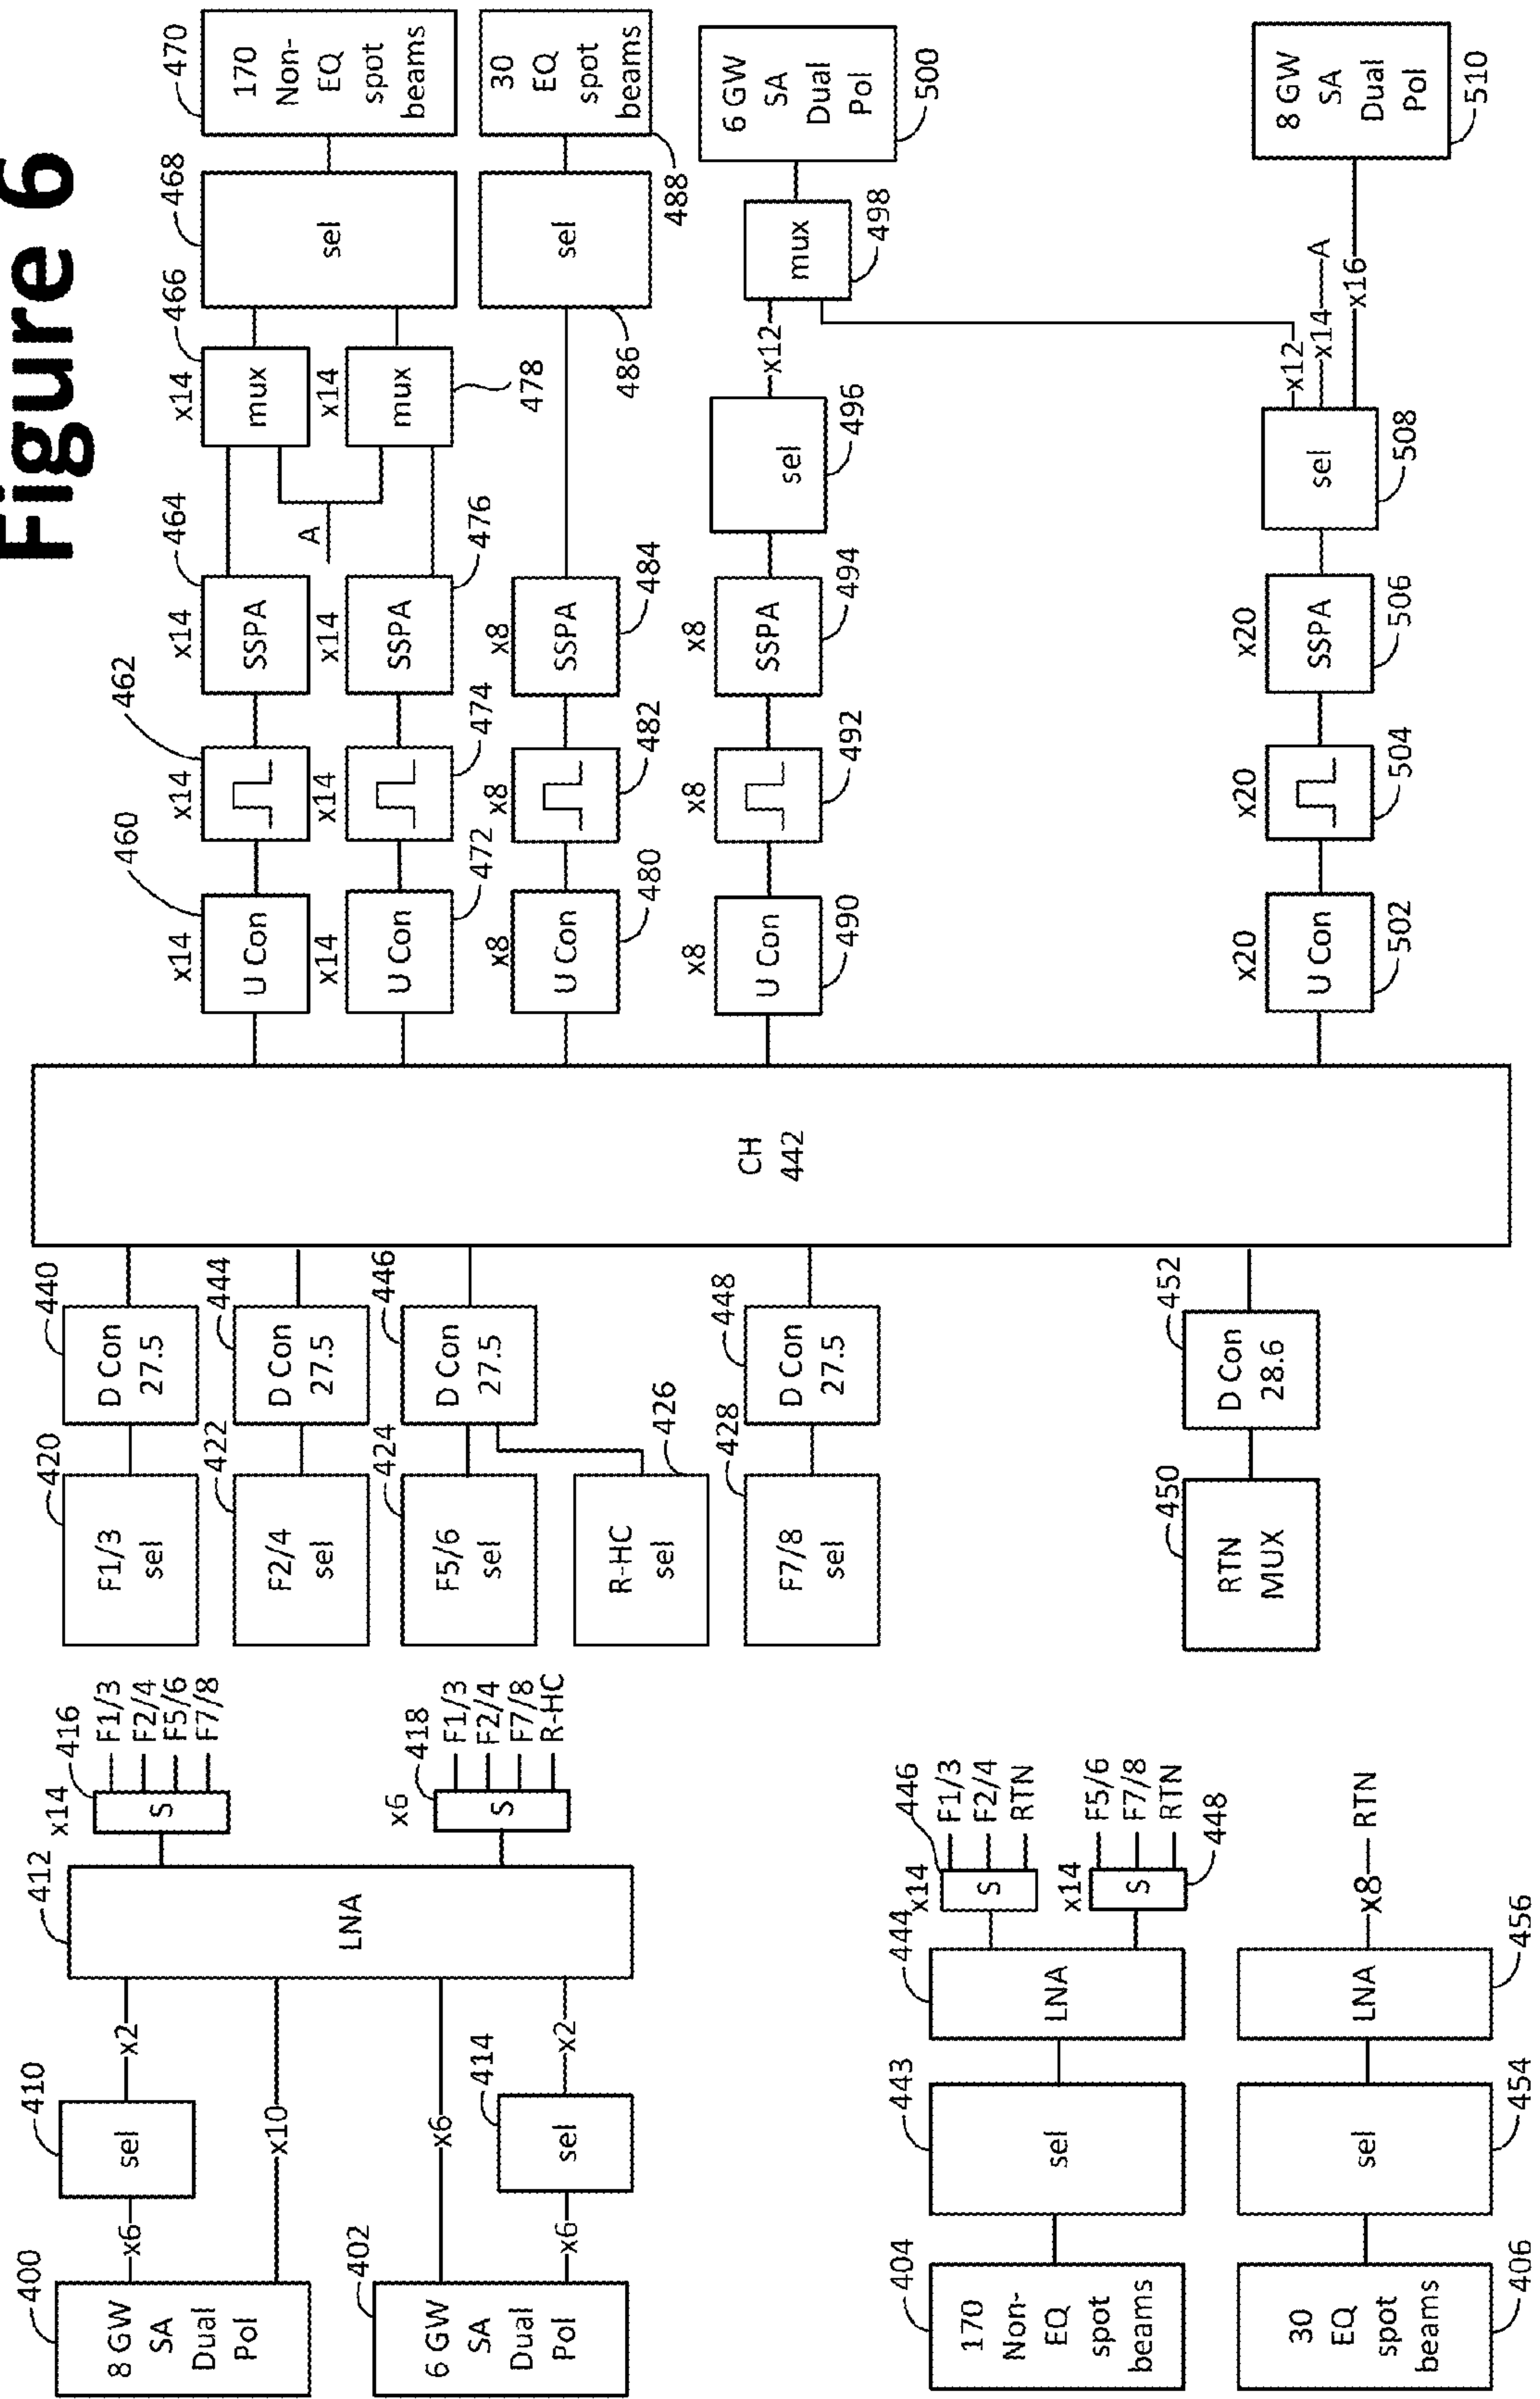 Figure 6
400
8 GW
SA
Dual
Pol
x6
410
sel
x2
x10
402
6 GW
SA
Dual
Pol
x6
x6
414
sel
x2
412
LNA
x14
416
S
F1/3
F2/4
F5/6
F7/8
x6
418
S
F1/3
F2/4
F7/8
R-HC
404
170
Non-
EQ
spot
beams
443
sel
444
LNA
x14
446
S
F1/3
F2/4
RTN
x14
S
448
F5/6
F7/8
RTN
30
EQ
spot
beams
406
sel
454
LNA
456
x8
RTN
420
F1/3
sel
440
D Con
27.5
422
F2/4
sel
444
D Con
27.5
424
F5/6
sel
446
D Con
27.5
R-HC
sel
426
428
F7/8
sel
448
D Con
27.5
450
RTN
MUX
452
D Con
28.6
CH
442
x14
460
U Con
x14
462
x14
464
SSPA
x14
466
mux
468
sel
470
170
Non-
EQ
spot
beams
x14
U Con
472
x14
474
x14
SSPA
476
A
x14
mux
478
x8
U Con
480
x8
482
x8
SSPA
484
sel
486
30
EQ
spot
beams
488
x8
U Con
490
x8
492
x8
SSPA
494
sel
496
x12
mux
498
6 GW
SA
Dual
Pol
500
x20
U Con
502
x20
504
x20
SSPA
506
sel
508
x12
x14
A
x16
8 GW
SA
Dual
Pol
510